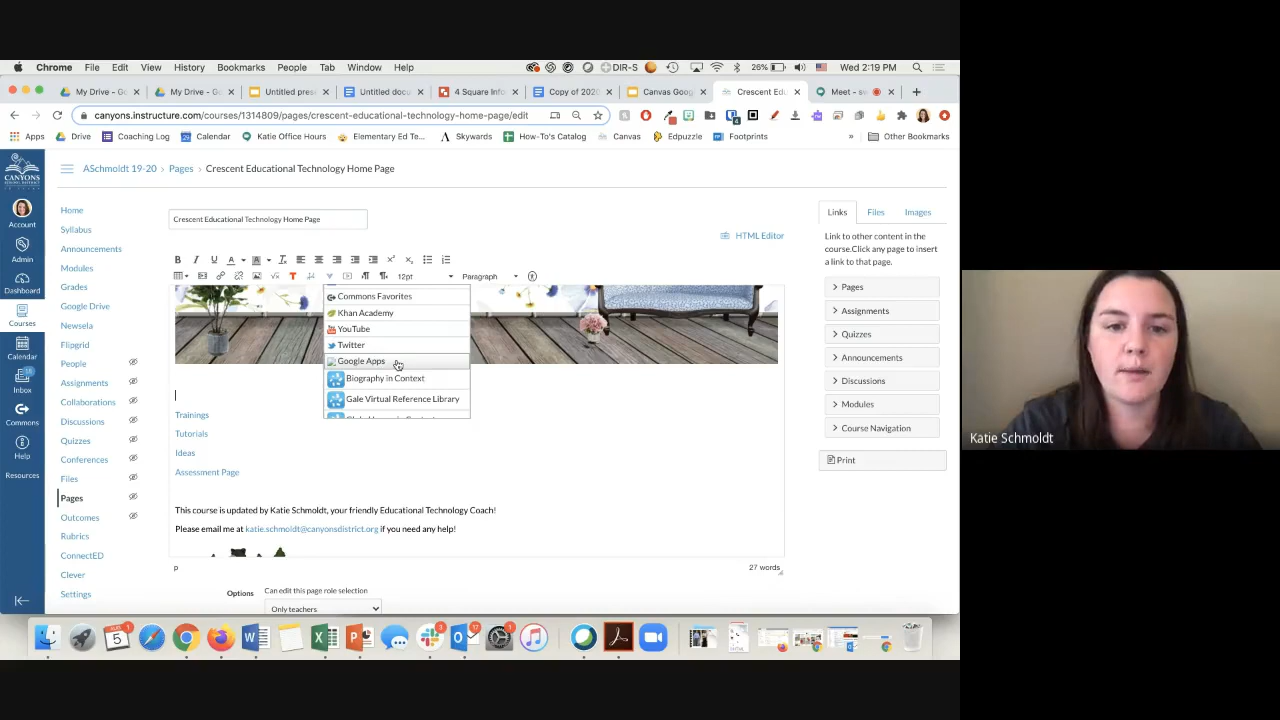 Chrome File Edit View History Bookmarks People Tab Window Help DIR-S 26% Wed 2:19 PM
My Drive - Go My Drive - Go Untitled pres Untitled docu 4 Square Info Copy of 2020 Canvas Goog Crescent Edu Meet - sv
canyons.instructure.com/courses/1314809/pages/crescent-educational-technology-home-page/edit
Apps Drive Coaching Log Calendar Katie Office Hours Elementary Ed Te... Skywards How-To's Catalog Canvas Edpuzzle Footprints » Other Bookmarks
CANYONS
Account
Admin
Dashboard
Courses
Calendar
Inbox
Commons
Help
Resources
ASchmoldt 19-20 › Pages › Crescent Educational Technology Home Page
Home
Syllabus
Announcements
Modules
Grades
Google Drive
Newsela
Flipgrid
People
Assignments
Collaborations
Discussions
Quizzes
Conferences
Files
Pages
Outcomes
Rubrics
ConnectED
Clever
Settings
Crescent Educational Technology Home Page
HTML Editor
12pt Paragraph
Commons Favorites
Khan Academy
YouTube
Twitter
Google Apps
Biography in Context
Gale Virtual Reference Library
Trainings
Tutorials
Ideas
Assessment Page
This course is updated by Katie Schmoldt, your friendly Educational Technology Coach!
Please email me at katie.schmoldt@canyonsdistrict.org if you need any help!
p
27 words
Options Can edit this page role selection
Only teachers
Links Files Images
Link to other content in the
course.Click any page to insert
a link to that page.
Pages
Assignments
Quizzes
Announcements
Discussions
Modules
Course Navigation
Print
Katie Schmoldt